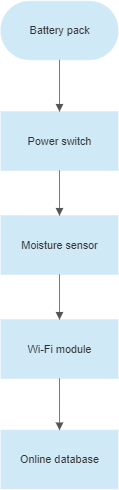 Battery pack
Power switch
Moisture sensor
Wi-Fi module
Online database